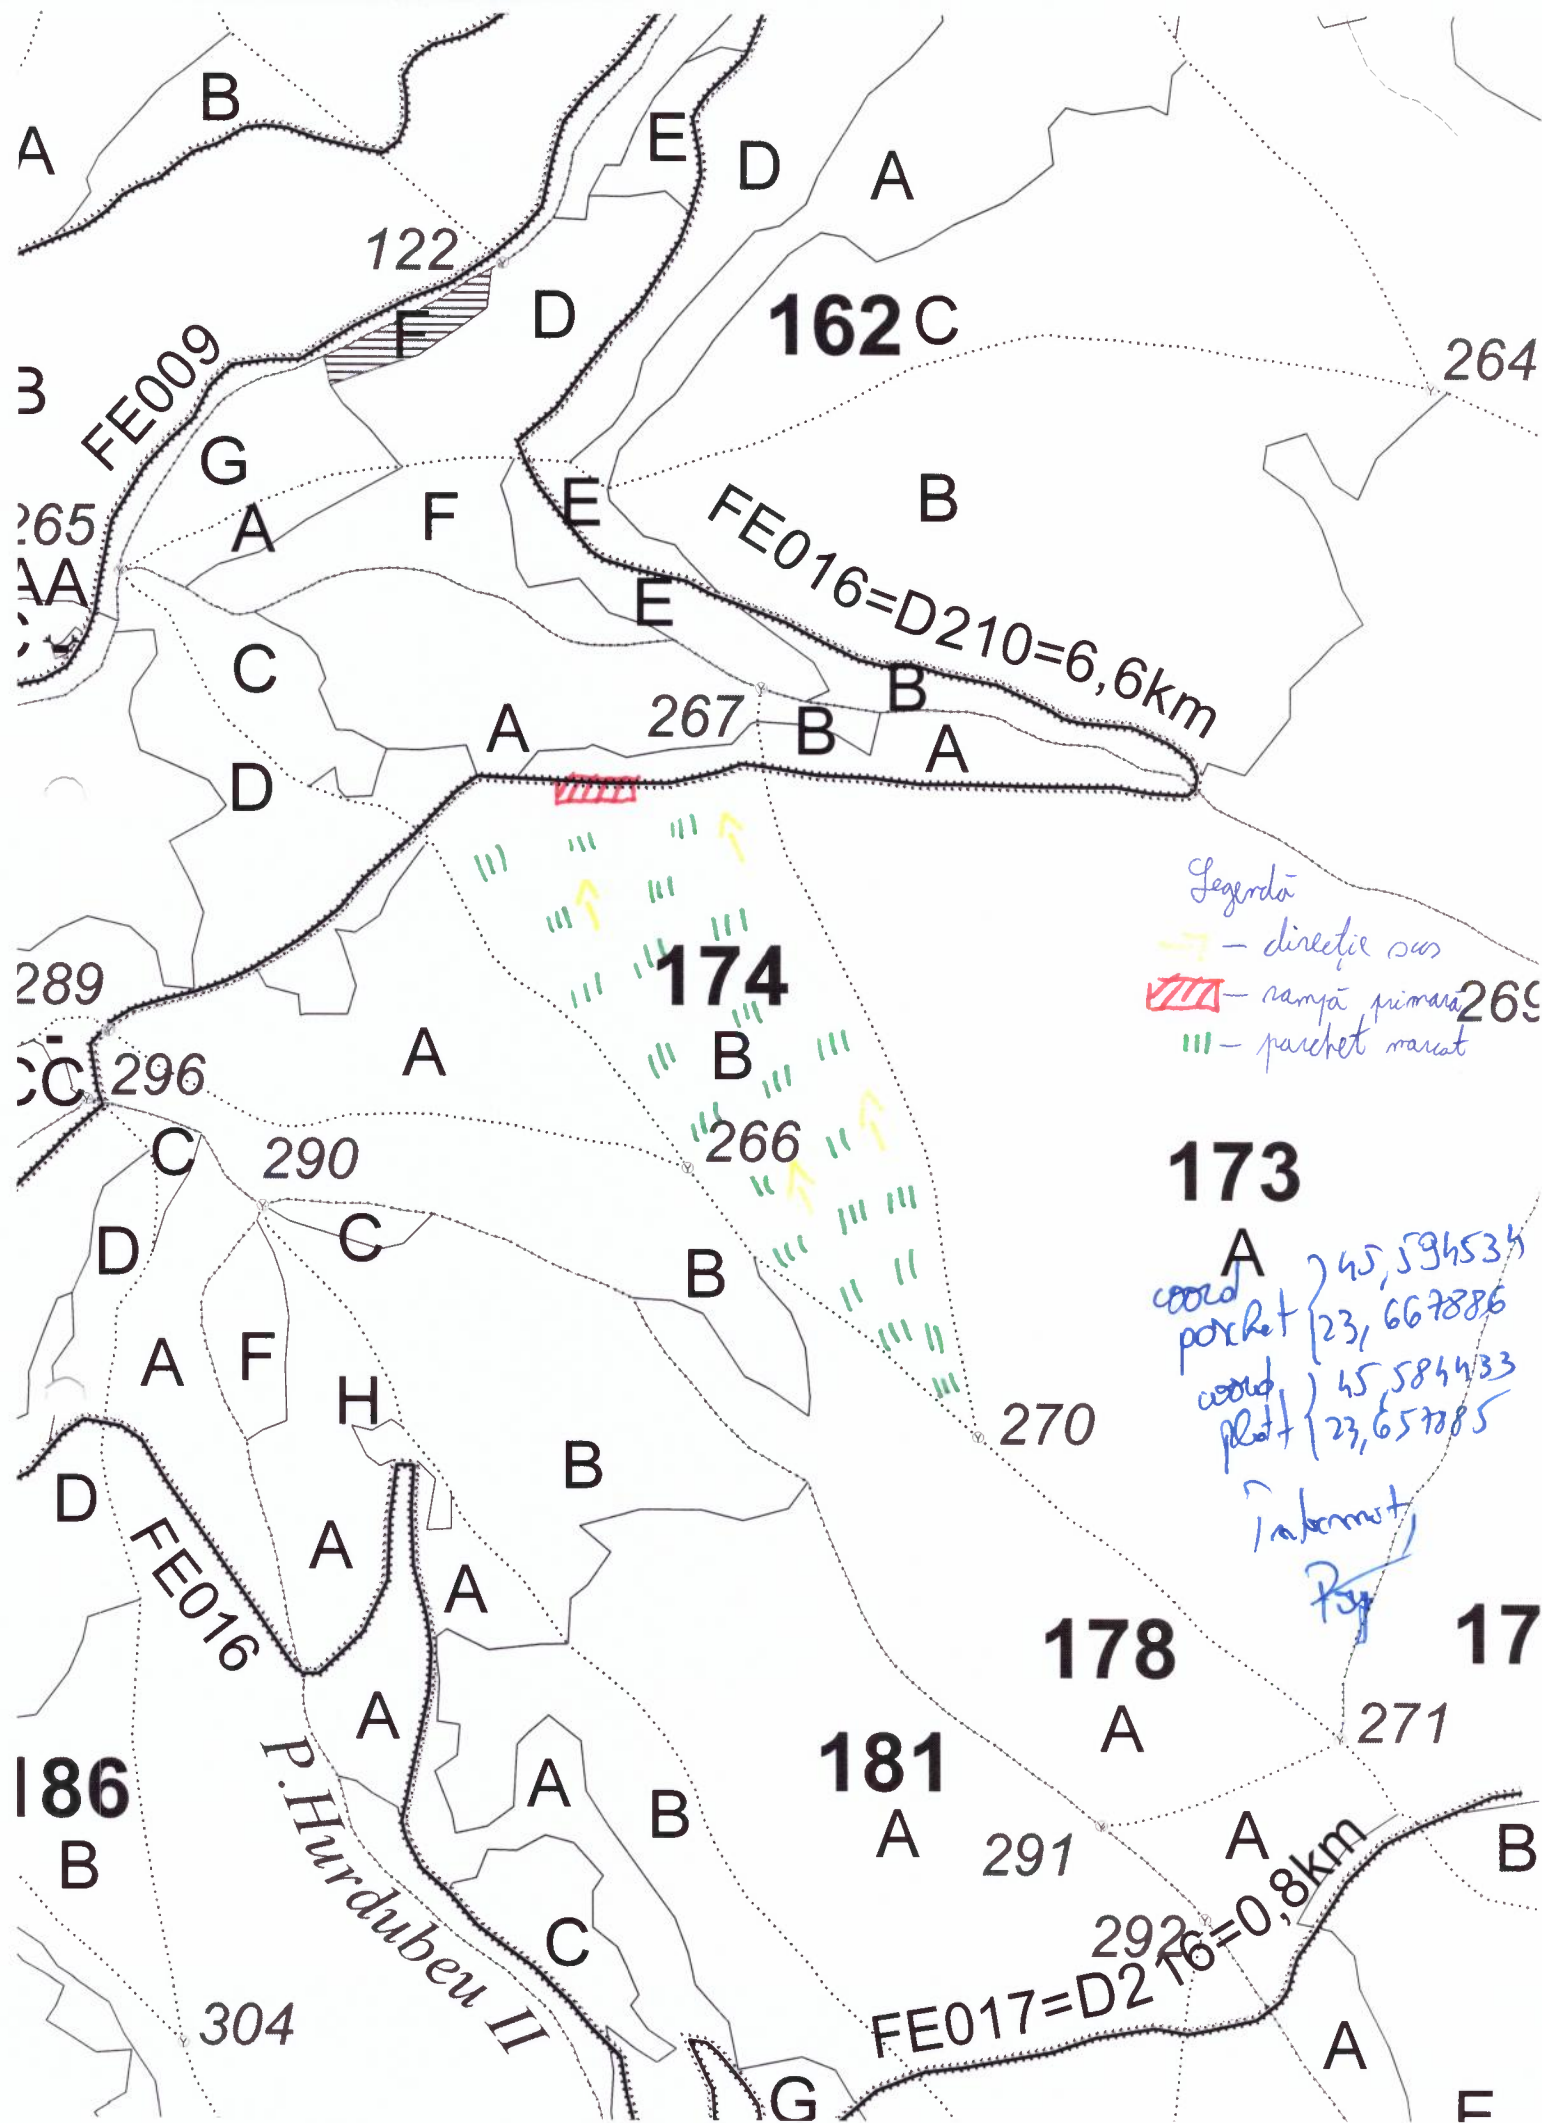 B
A
E
D
A
122
D
162 C
F
264
B
FE009
G
B
E
F
A
265
FE016=D210=6,6km
AA
E
C
B
267
A
B
A
D
Legendă
- direcție scos
174
289
- rampă primară
269
- parchet marcat
A
B
CC
296
266
C
290
173
D
C
A
B
coord parchet } 45,594534
{ 23,667886
A
F
coord plat } 45,584433
{ 23,657885
H
270
B
D
Întocmit,
A
FE016
A
178
17
A
271
A
181
186
A
B
A
B
A
291
B
P.Hurdubeu II
C
292
FE017=D216=0,8km
304
A
G